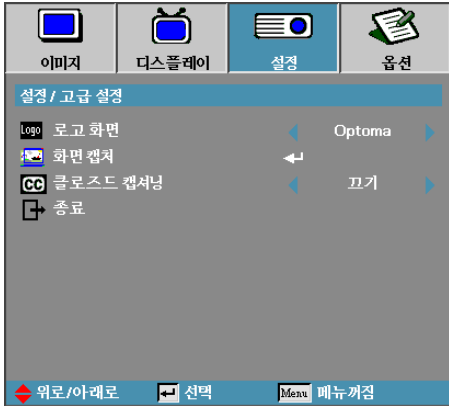 이미지 디스플레이 설정 옵션
설정 / 고급 설정
Logo 로고 화면 Optoma
화면 캡처
CC 클로즈드 캡셔닝 끄기
종료
위로/아래로 선택 Menu 메뉴꺼짐